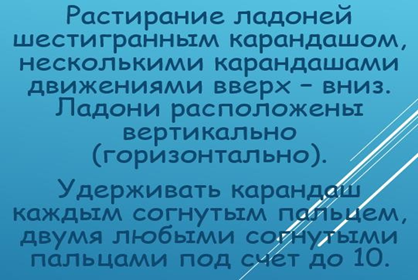 Растирание ладоней
шестигранным карандашом,
несколькими карандашами
движениями вверх – вниз.
Ладони расположены
вертикально
(горизонтально).
Удерживать карандаш
каждым согнутым пальцем,
двумя любыми согнутыми
пальцами под счет до 10.